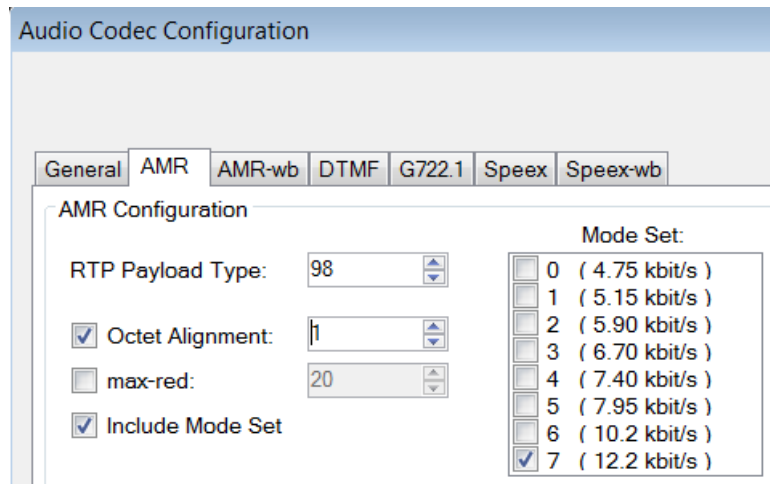 Audio Codec Configuration
General AMR AMR-wb DTMF G722.1 Speex Speex-wb
AMR Configuration
Mode Set:
RTP Payload Type: 98
0 ( 4.75 kbit/s )
1 ( 5.15 kbit/s )
Octet Alignment: 1
2 ( 5.90 kbit/s )
3 ( 6.70 kbit/s )
max-red: 20
4 ( 7.40 kbit/s )
5 ( 7.95 kbit/s )
Include Mode Set
6 ( 10.2 kbit/s )
7 ( 12.2 kbit/s )